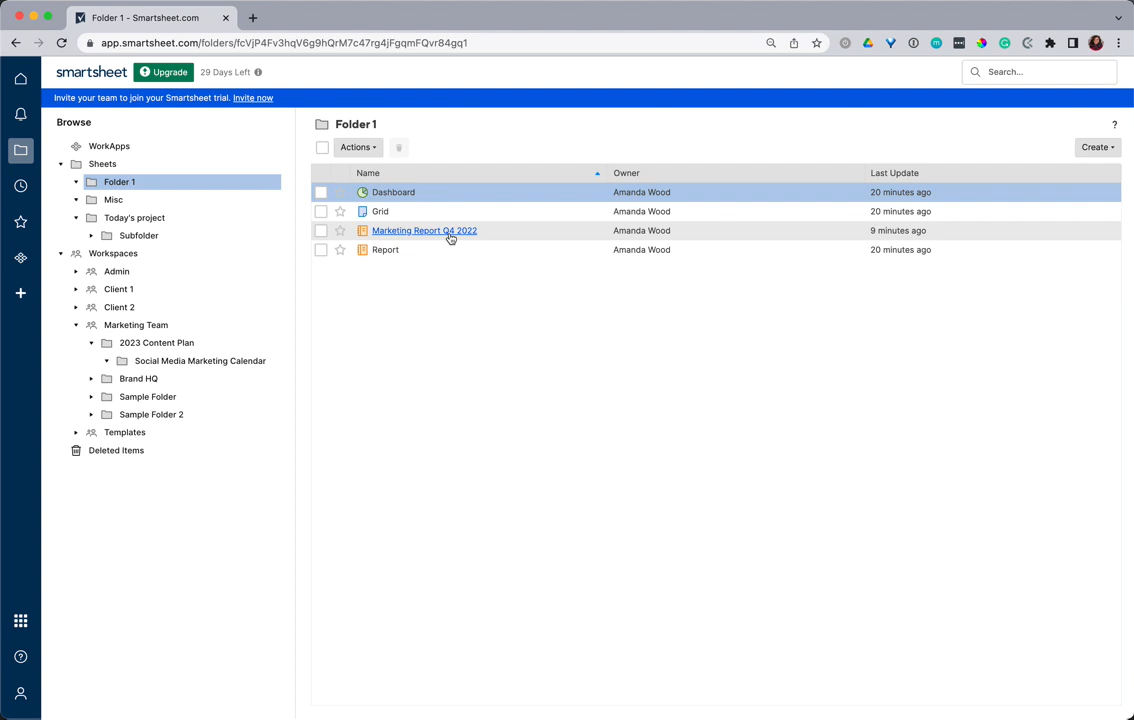 Folder 1 - Smartsheet.com
app.smartsheet.com/folders/fcVjP4Fv3hqV6g9hQrM7c47rg4jFgqmFQvr84gq1
smartsheet
Upgrade
29 Days Left
Search...
Invite your team to join your Smartsheet trial. Invite now
Browse
WorkApps
Sheets
Folder 1
Misc
Today's project
Subfolder
Workspaces
Admin
Client 1
Client 2
Marketing Team
2023 Content Plan
Social Media Marketing Calendar
Brand HQ
Sample Folder
Sample Folder 2
Templates
Deleted Items
Folder 1
?
Actions
Create
Name Owner Last Update
Dashboard Amanda Wood 20 minutes ago
Grid Amanda Wood 20 minutes ago
Marketing Report Q4 2022 Amanda Wood 9 minutes ago
Report Amanda Wood 20 minutes ago